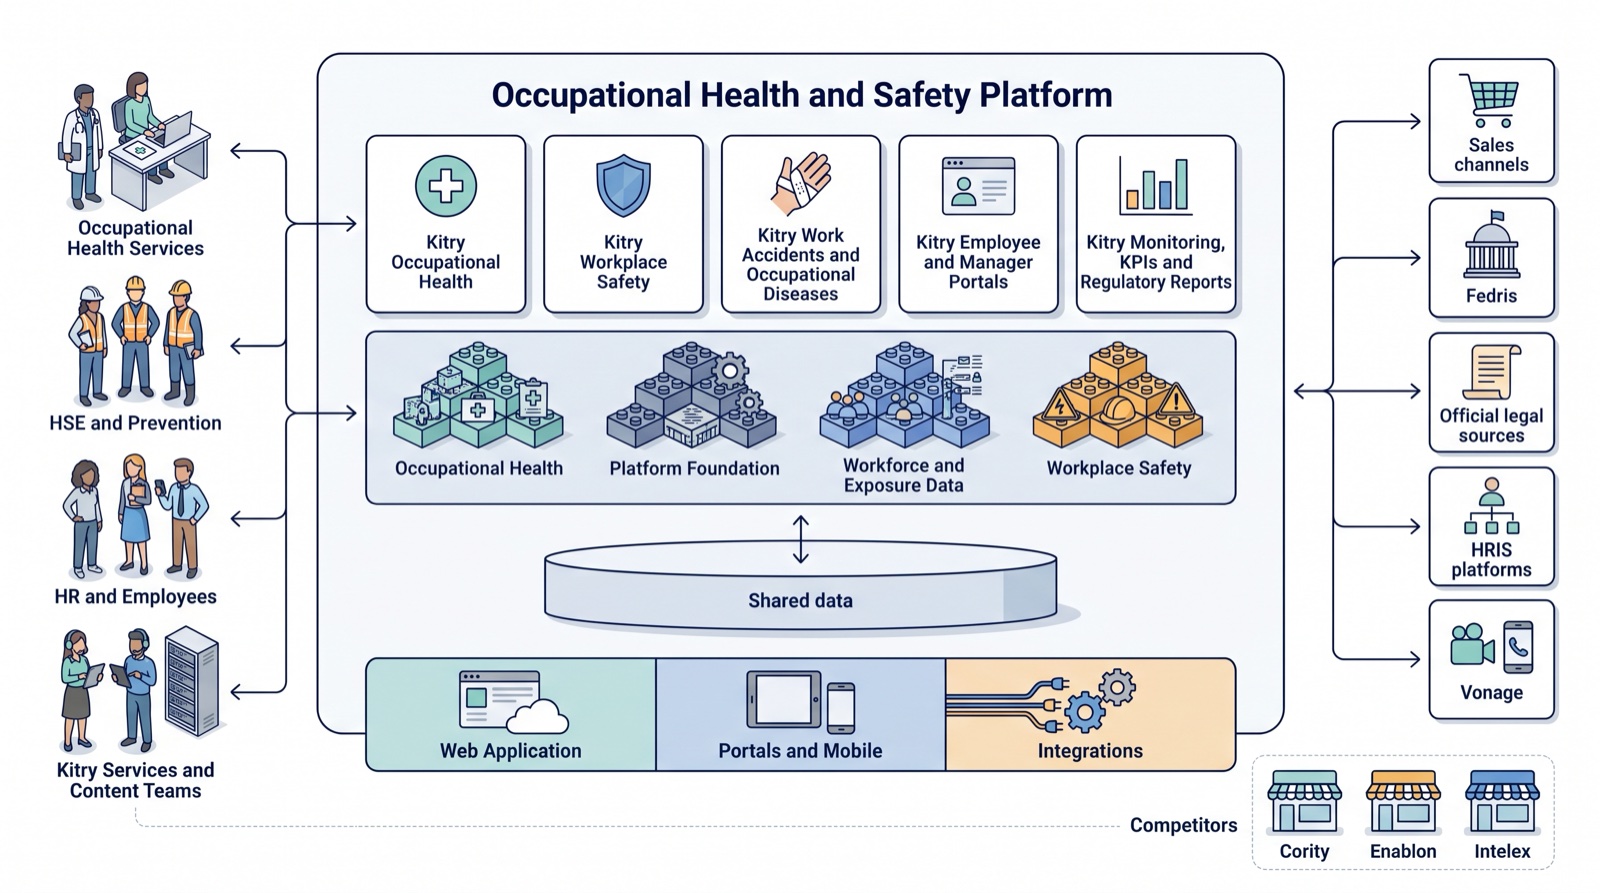 Occupational Health and Safety Platform
Occupational
Health Services
HSE and Prevention
HR and Employees
Kitry Services and
Content Teams
Kitry
Occupational
Health
Kitry
Workplace
Safety
Kitry Work
Accidents and
Occupational
Diseases
Kitry Employee
and Manager
Portals
Kitry Monitoring,
KPIs and
Regulatory Reports
Occupational Health
Platform Foundation
Workforce and
Exposure Data
Workplace Safety
Shared data
Web Application
Portals and Mobile
Integrations
Sales
channels
Fedris
Official legal
sources
HRIS
platforms
Vonage
Competitors
Cority
Enablon
Intelex